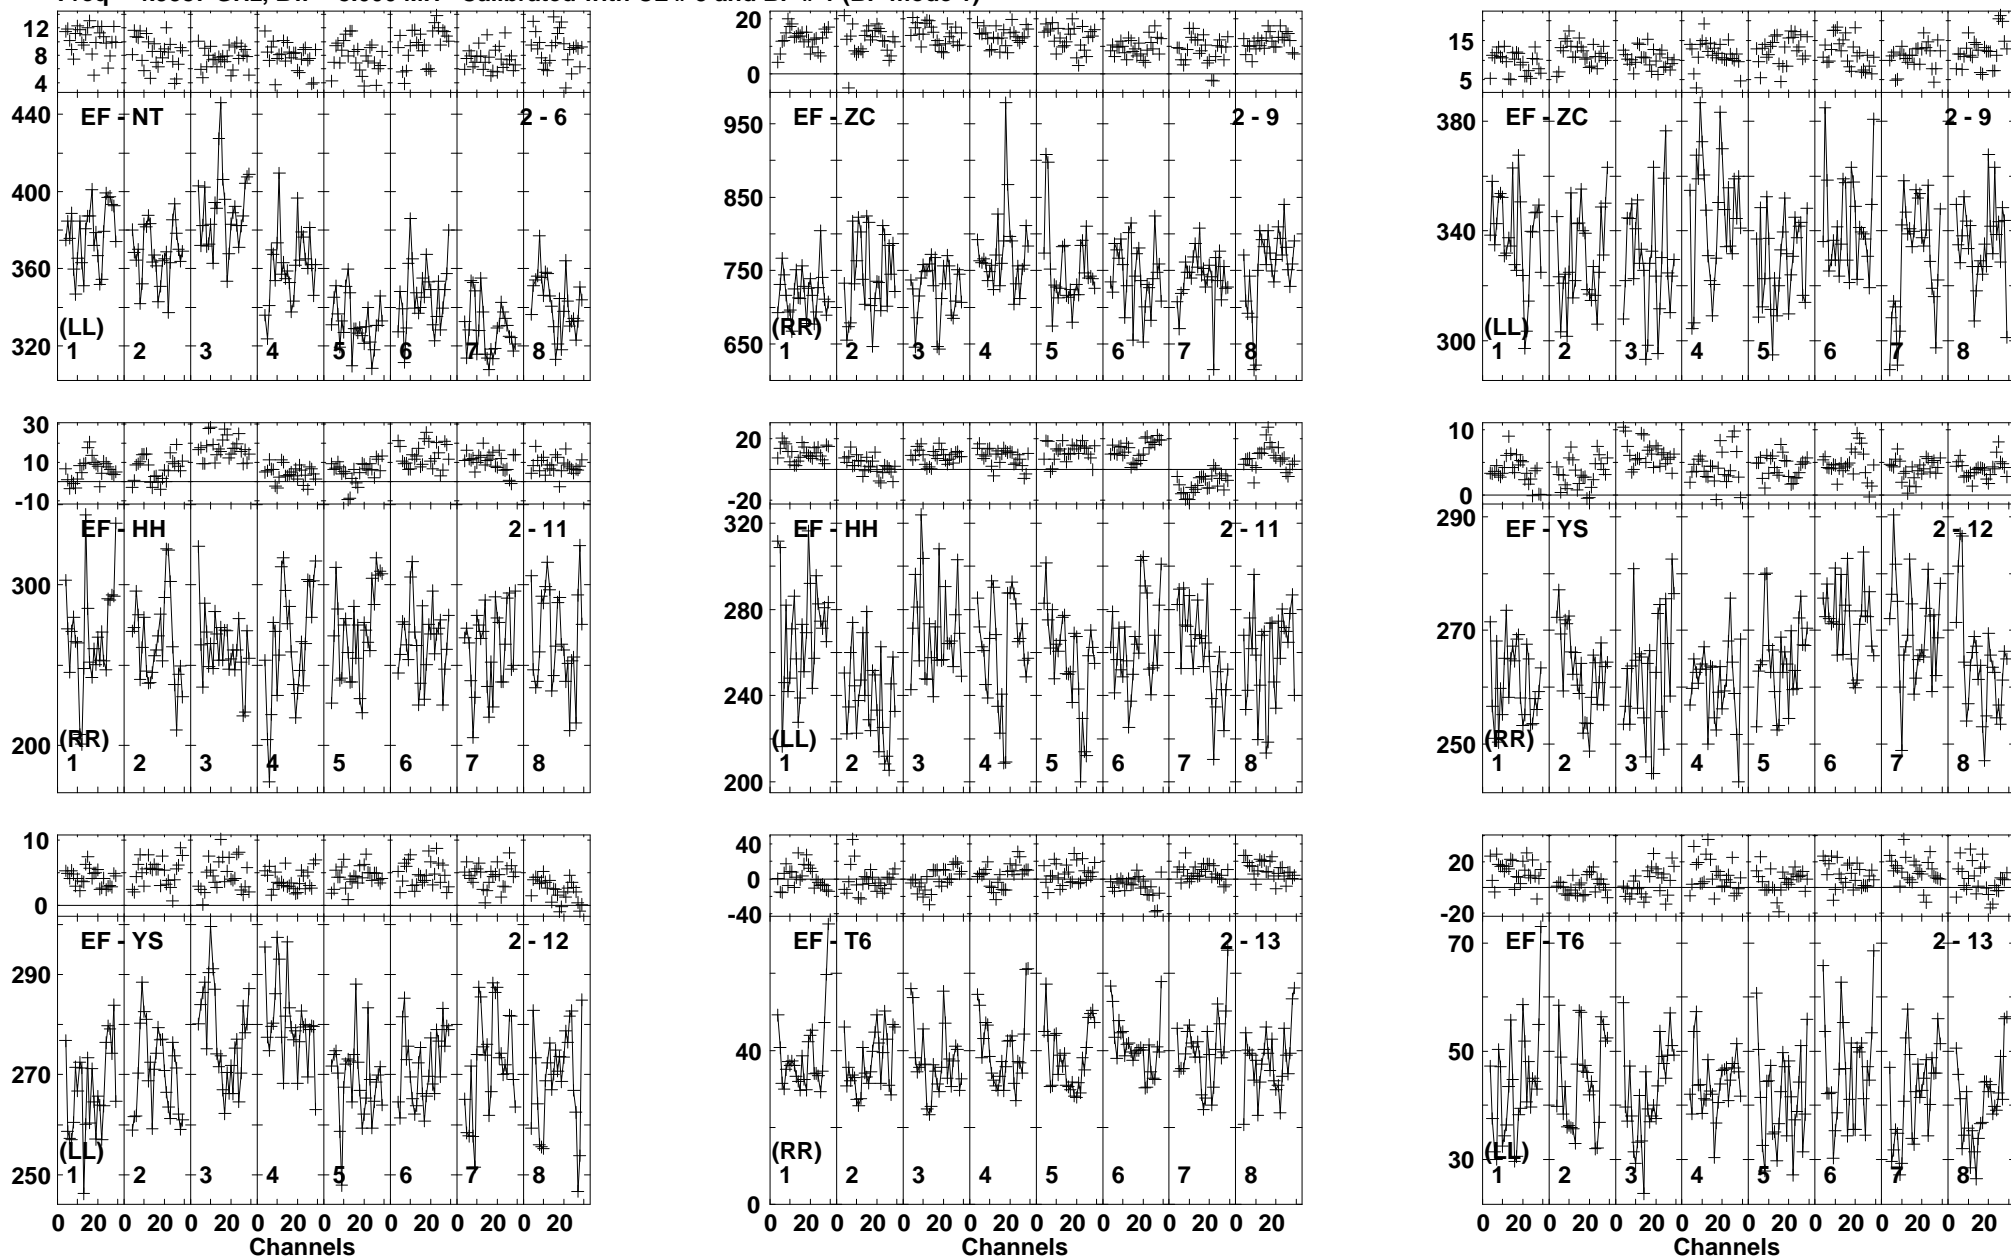 12 8 4
20 0
15 5
440 400 360 320
EF - NT 2 - 6
(LL)
1 2 3 4 5 6 7 8
950 850 750 650
EF - ZC 2 - 9
(RR)
1 2 3 4 5 6 7 8
380 340 300
EF - ZC 2 - 9
(LL)
1 2 3 4 5 6 7 8
30 10 -10
20 -20
10 0
300 200
EF - HH 2 - 11
(RR)
1 2 3 4 5 6 7 8
320 280 240 200
EF - HH 2 - 11
(LL)
1 2 3 4 5 6 7 8
290 270 250
EF - YS 2 - 12
(RR)
1 2 3 4 5 6 7 8
10 0
40 0 -40
20 -20
290 270 250
EF - YS 2 - 12
(LL)
1 2 3 4 5 6 7 8
0 20 0 20 0 20 0 20 0 20 0 20 0 20 0 20
Channels
40 0
EF - T6 2 - 13
(RR)
1 2 3 4 5 6 7 8
0 20 0 20 0 20 0 20 0 20 0 20 0 20 0 20
Channels
70 50 30
EF - T6 2 - 13
(LL)
1 2 3 4 5 6 7 8
0 20 0 20 0 20 0 20 0 20 0 20 0 20 0 20
Channels